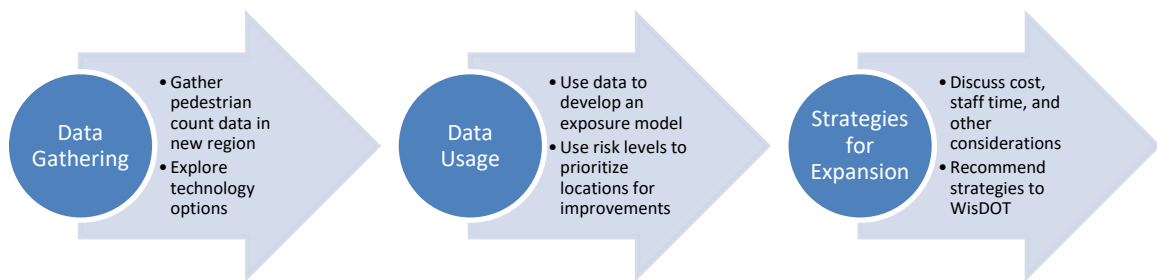 Data
Gathering
• Gather
pedestrian
count data in
new region
• Explore
technology
options
Data
Usage
• Use data to
develop an
exposure model
• Use risk levels to
prioritize
locations for
improvements
Strategies
for
Expansion
• Discuss cost,
staff time, and
other
considerations
• Recommend
strategies to
WisDOT